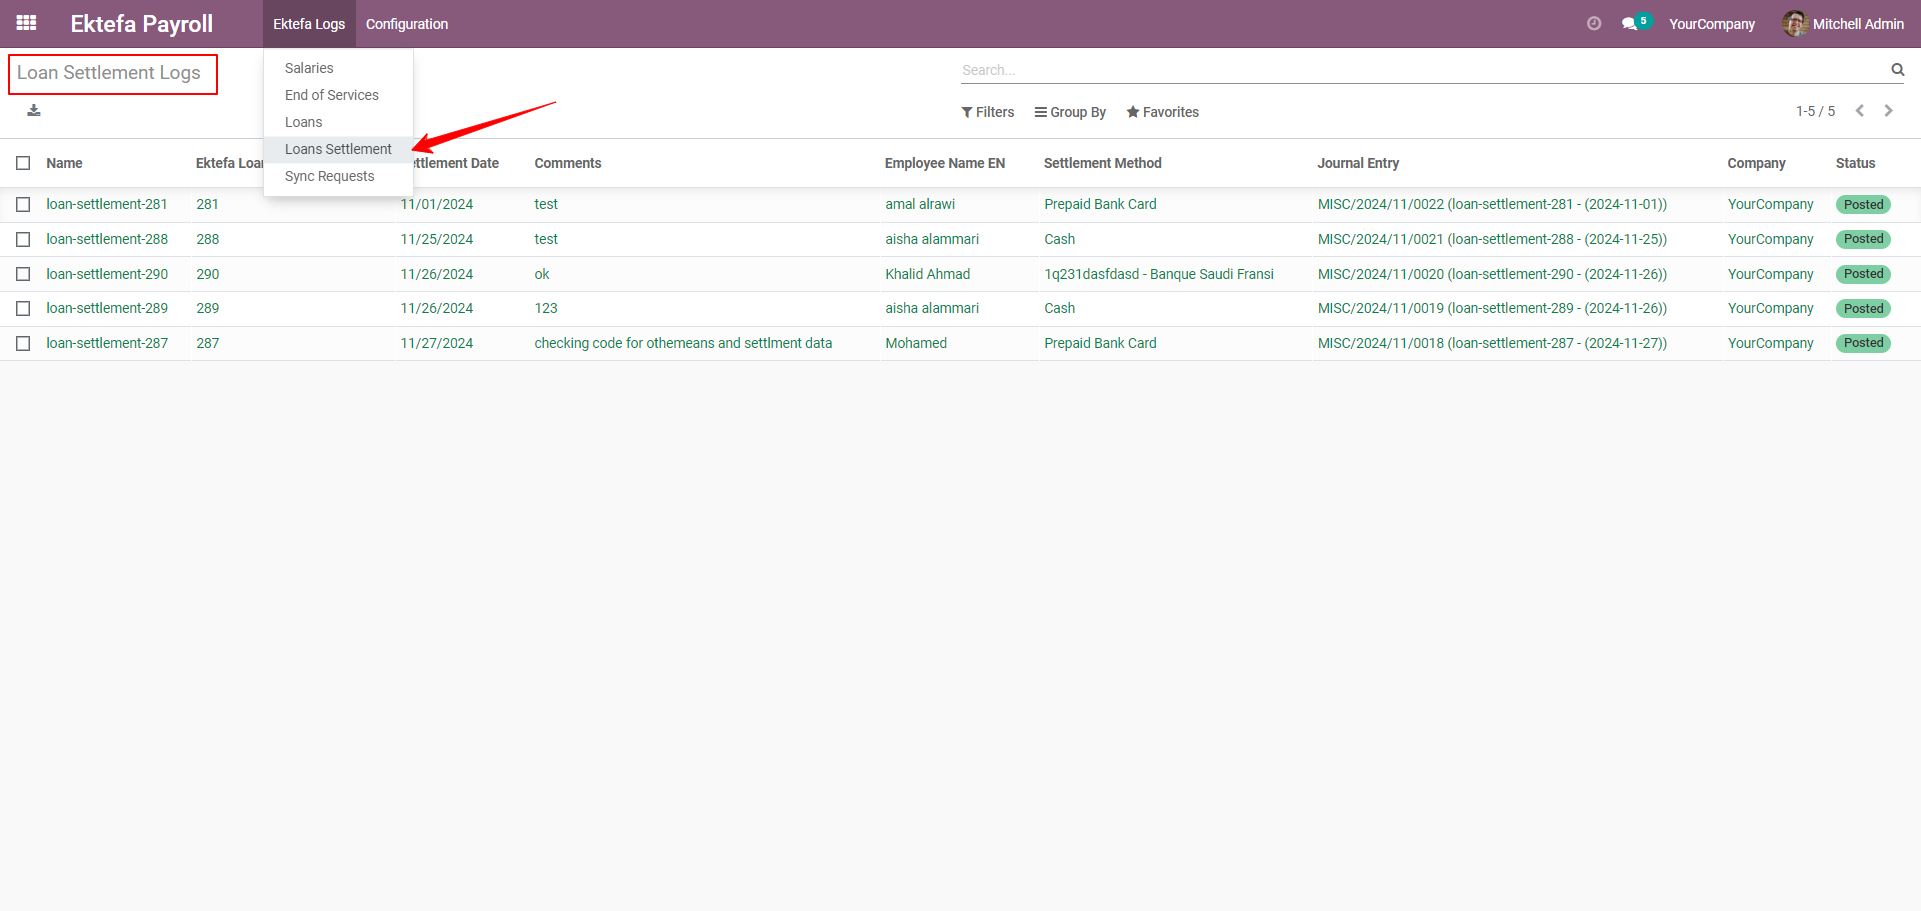 Ektefa Payroll Ektefa Logs Configuration 5 YourCompany Mitchell Admin
Loan Settlement Logs
Search...
Salaries
End of Services
Loans
Loans Settlement
Sync Requests
Filters Group By Favorites 1-5 / 5
Name Ektefa Loan ettlement Date Comments Employee Name EN Settlement Method Journal Entry Company Status
loan-settlement-281 281 11/01/2024 test amal alrawi Prepaid Bank Card MISC/2024/11/0022 (loan-settlement-281 - (2024-11-01)) YourCompany Posted
loan-settlement-288 288 11/25/2024 test aisha alammari Cash MISC/2024/11/0021 (loan-settlement-288 - (2024-11-25)) YourCompany Posted
loan-settlement-290 290 11/26/2024 ok Khalid Ahmad 1q231dasfdasd - Banque Saudi Fransi MISC/2024/11/0020 (loan-settlement-290 - (2024-11-26)) YourCompany Posted
loan-settlement-289 289 11/26/2024 123 aisha alammari Cash MISC/2024/11/0019 (loan-settlement-289 - (2024-11-26)) YourCompany Posted
loan-settlement-287 287 11/27/2024 checking code for othemeans and settlment data Mohamed Prepaid Bank Card MISC/2024/11/0018 (loan-settlement-287 - (2024-11-27)) YourCompany Posted